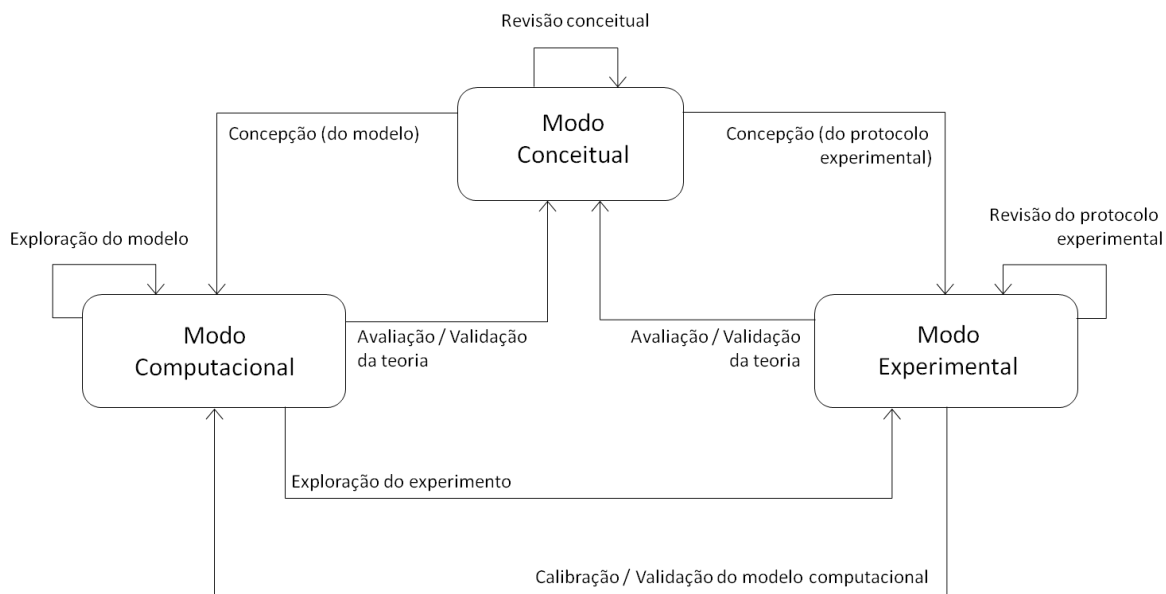 Revisão conceitual
Modo
Conceitual
Concepção (do modelo)
Concepção (do protocolo
experimental)
Revisão do protocolo
experimental
Exploração do modelo
Modo
Computacional
Avaliação / Validação
da teoria
Avaliação / Validação
da teoria
Modo
Experimental
Exploração do experimento
Calibração / Validação do modelo computacional